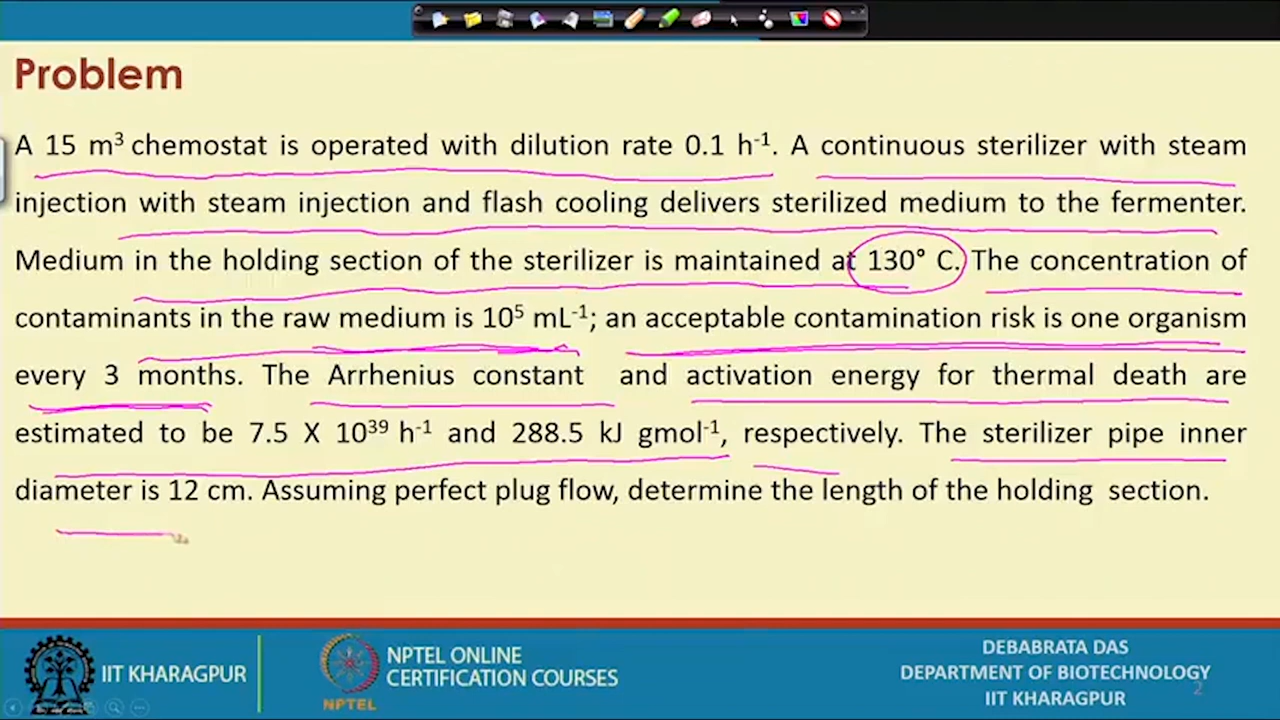 Problem
A 15 m³ chemostat is operated with dilution rate 0.1 h⁻¹. A continuous sterilizer with steam
injection with steam injection and flash cooling delivers sterilized medium to the fermenter.
Medium in the holding section of the sterilizer is maintained at 130° C. The concentration of
contaminants in the raw medium is 10⁵ mL⁻¹; an acceptable contamination risk is one organism
every 3 months. The Arrhenius constant and activation energy for thermal death are
estimated to be 7.5 X 10³⁹ h⁻¹ and 288.5 kJ gmol⁻¹, respectively. The sterilizer pipe inner
diameter is 12 cm. Assuming perfect plug flow, determine the length of the holding section.
IIT KHARAGPUR
NPTEL
NPTEL ONLINE
CERTIFICATION COURSES
DEBABRATA DAS
DEPARTMENT OF BIOTECHNOLOGY
IIT KHARAGPUR
2